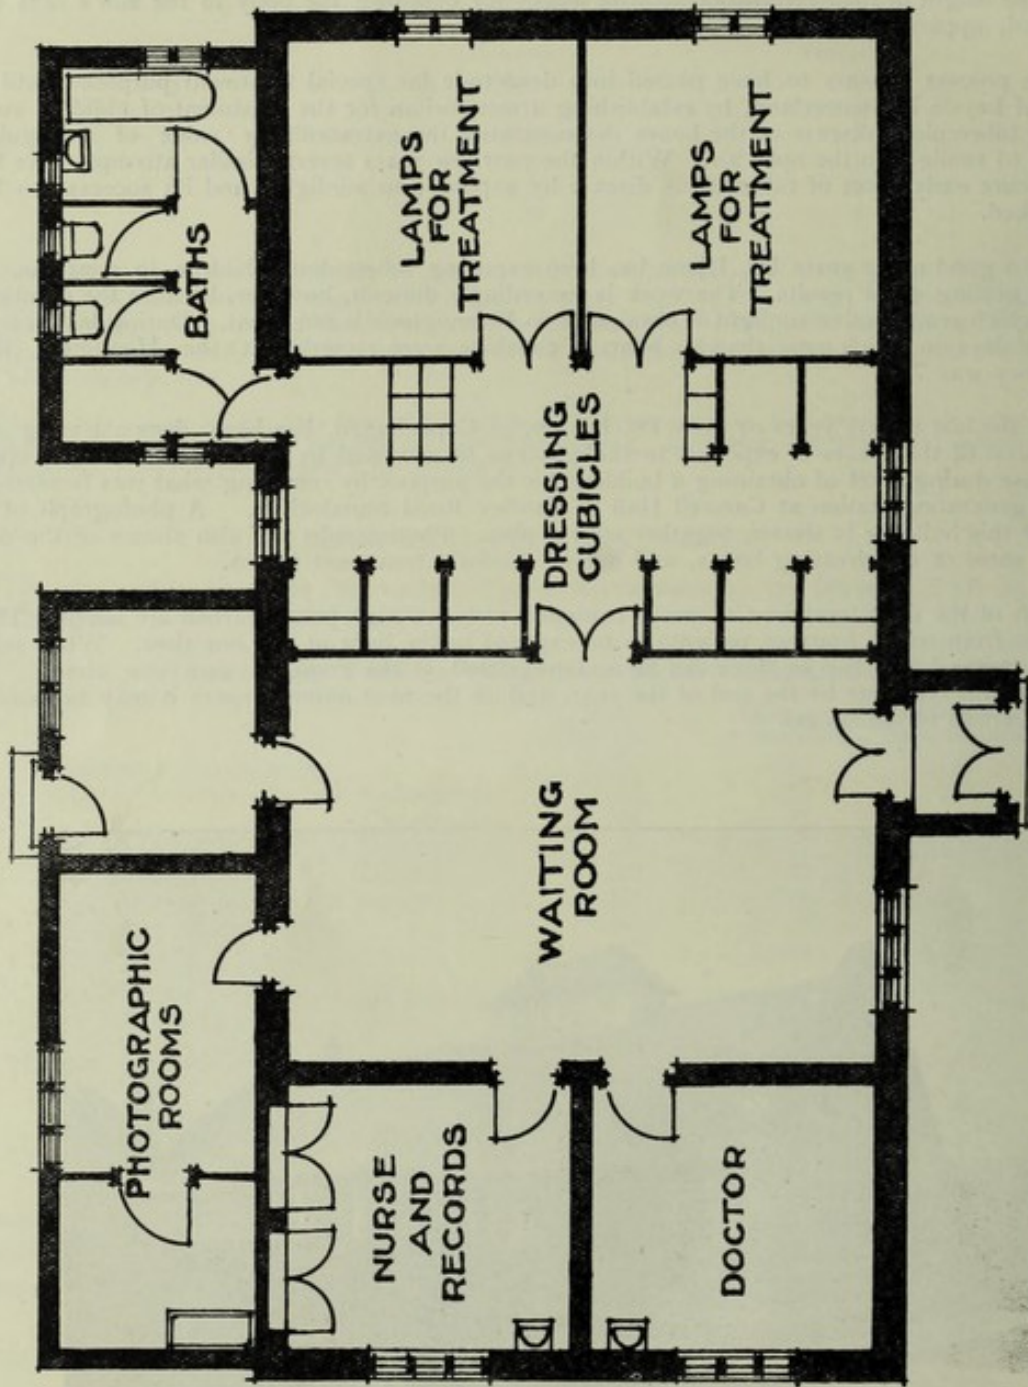 PHOTOGRAPHIC
ROOMS
BATHS
NURSE
AND
RECORDS
LAMPS
FOR
TREATMENT
WAITING
ROOM
DRESSING
CUBICLES
DOCTOR
LAMPS
FOR
TREATMENT